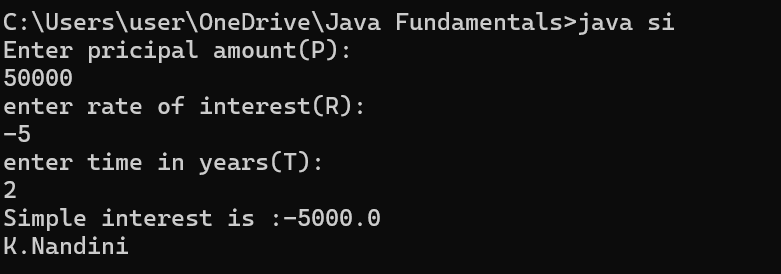 C:\Users\user\OneDrive\Java Fundamentals>java si
Enter pricipal amount(P):
50000
enter rate of interest(R):
-5
enter time in years(T):
2
Simple interest is :-5000.0
K.Nandini